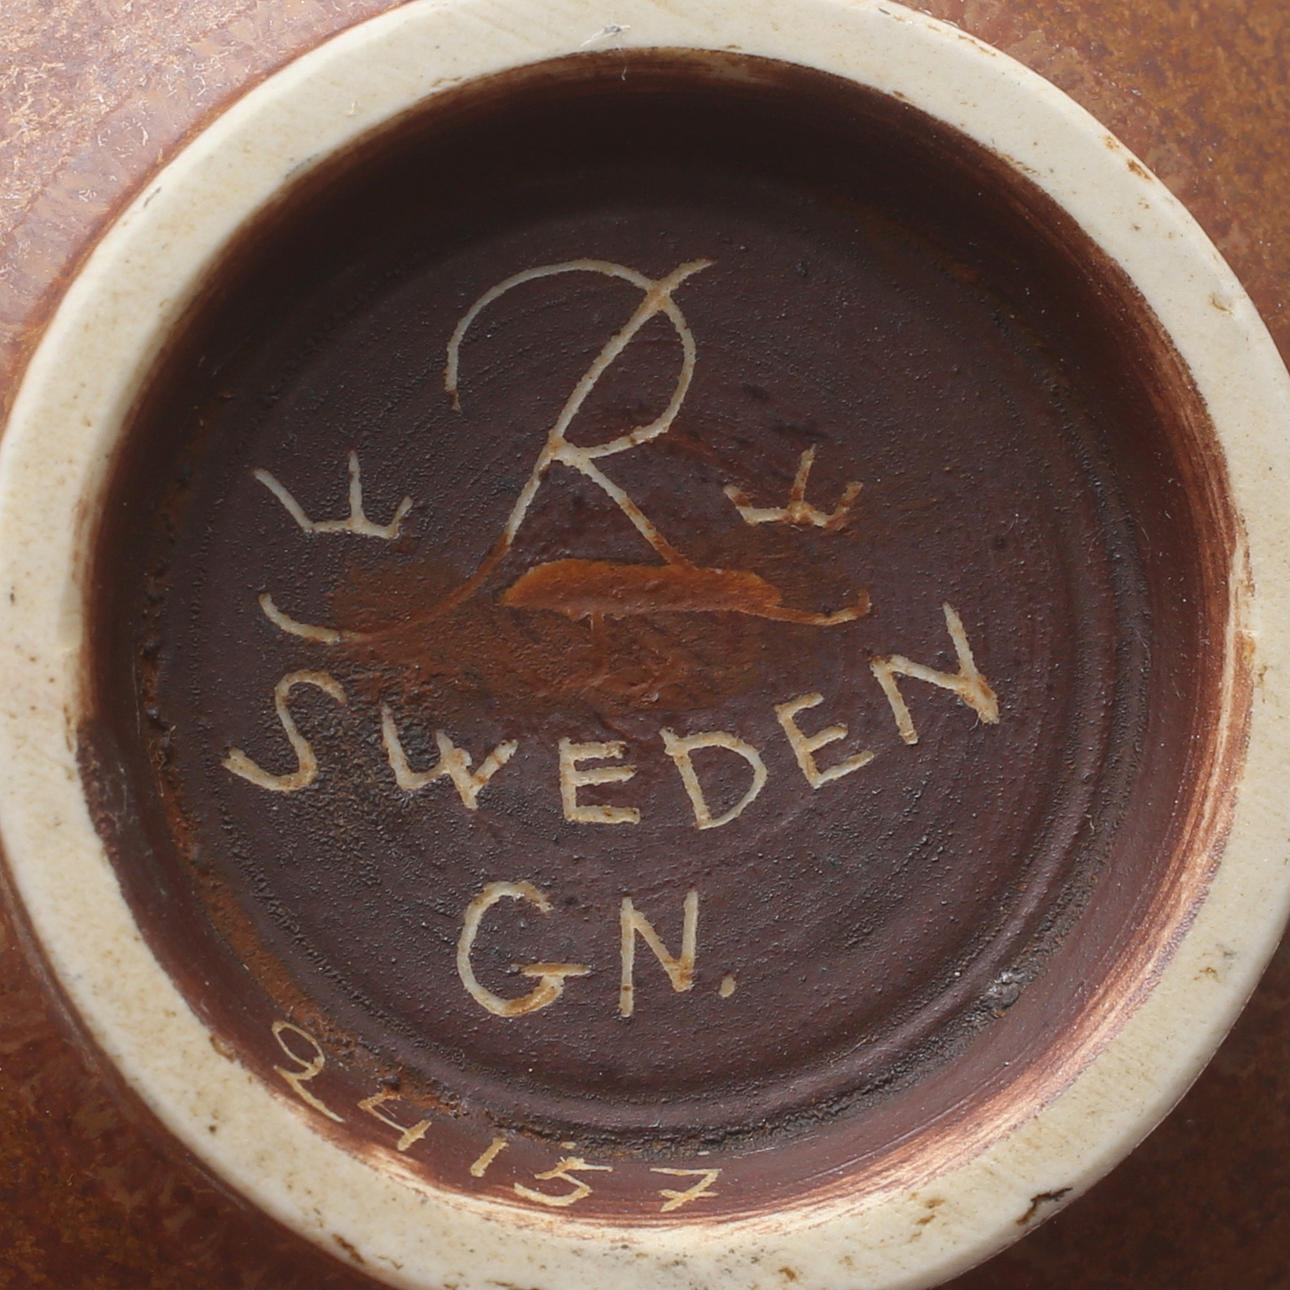 R
SWEDEN
GN.
24157